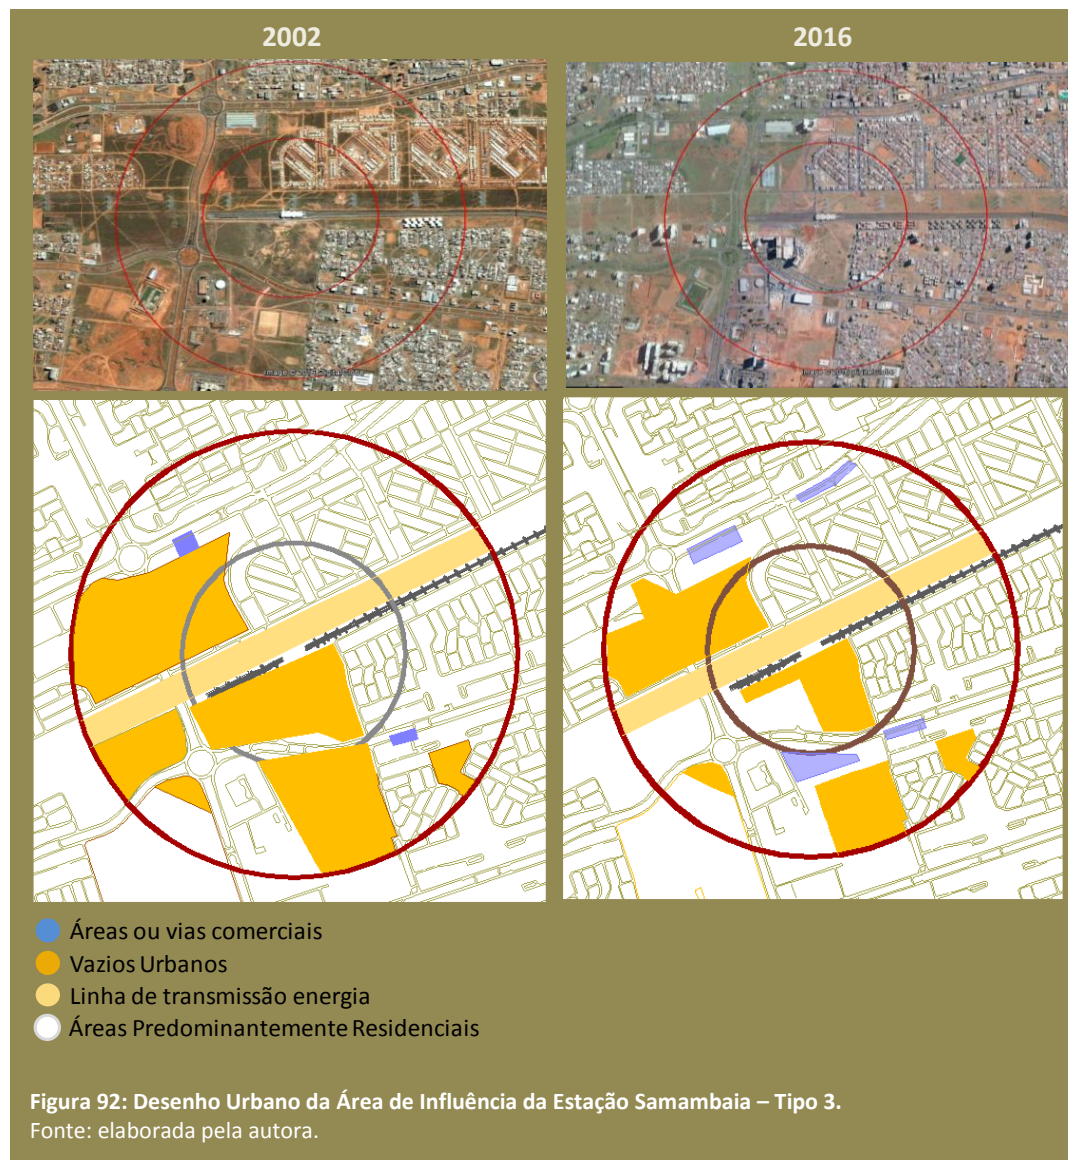 2002
2016
Áreas ou vias comerciais
Vazios Urbanos
Linha de transmissão energia
Áreas Predominantemente Residenciais
Figura 92: Desenho Urbano da Área de Influência da Estação Samambaia – Tipo 3.
Fonte: elaborada pela autora.